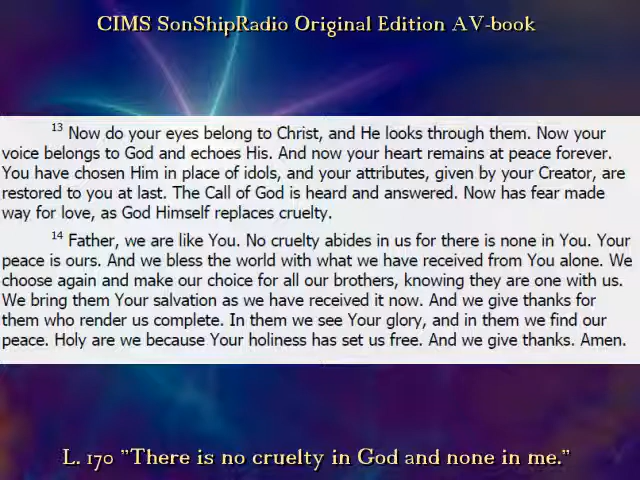 CIMS SonShipRadio Original Edition AV-book
13 Now do your eyes belong to Christ, and He looks through them. Now your
voice belongs to God and echoes His. And now your heart remains at peace forever.
You have chosen Him in place of idols, and your attributes, given by your Creator, are
restored to you at last. The Call of God is heard and answered. Now has fear made
way for love, as God Himself replaces cruelty.
14 Father, we are like You. No cruelty abides in us for there is none in You. Your
peace is ours. And we bless the world with what we have received from You alone. We
choose again and make our choice for all our brothers, knowing they are one with us.
We bring them Your salvation as we have received it now. And we give thanks for
them who render us complete. In them we see Your glory, and in them we find our
peace. Holy are we because Your holiness has set us free. And we give thanks. Amen.
L. 170 "There is no cruelty in God and none in me."